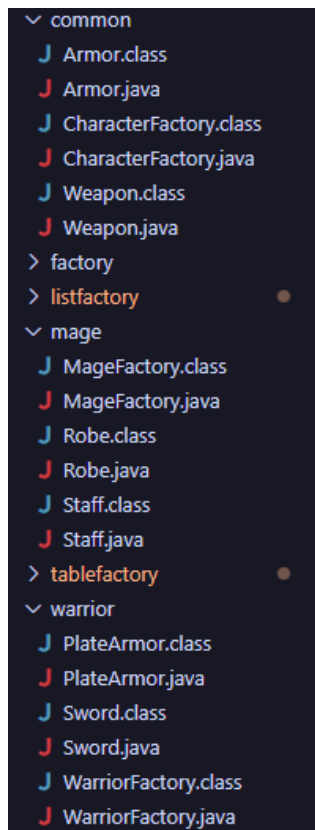 common
J Armor.class
J Armor.java
J CharacterFactory.class
J CharacterFactory.java
J Weapon.class
J Weapon.java
factory
listfactory
mage
J MageFactory.class
J MageFactory.java
J Robe.class
J Robe.java
J Staff.class
J Staff.java
tablefactory
warrior
J PlateArmor.class
J PlateArmor.java
J Sword.class
J Sword.java
J WarriorFactory.class
J WarriorFactory.java